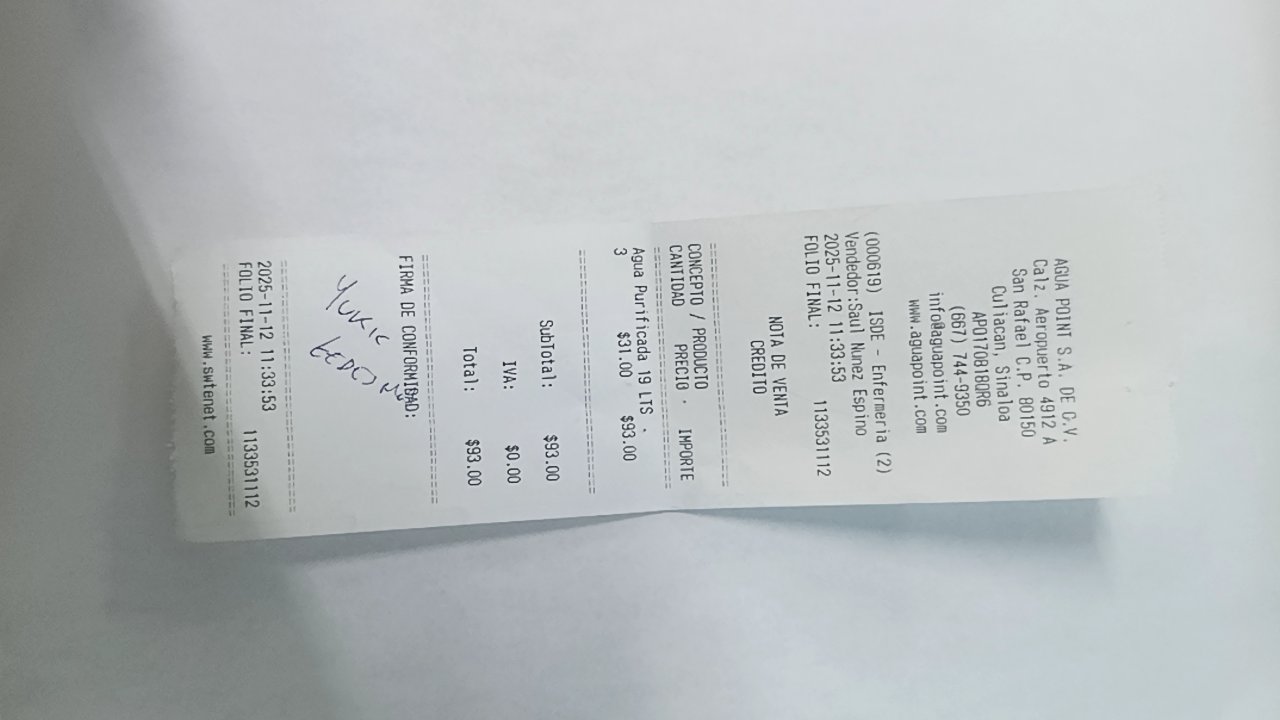 AGUA POINT S.A. DE C.V.
Calz. Aeropuerto 4912 A
San Rafael C.P. 80150
Culiacan, Sinaloa
APO170818QR6
(667) 744-9350
info@aguapoint.com
www.aguapoint.com
(000619) ISDE - Enfermeria (2)
Vendedor:Saul Nunez Espino
2025-11-12 11:33:53
FOLIO FINAL: 1133531112
NOTA DE VENTA
CREDITO
CONCEPTO / PRODUCTO
CANTIDAD PRECIO . IMPORTE
Agua Purificada 19 LTS .
3 $31.00 $93.00
SubTotal: $93.00
IVA: $0.00
Total: $93.00
FIRMA DE CONFORMIDAD:
2025-11-12 11:33:53
FOLIO FINAL: 1133531112
www.swtenet.com